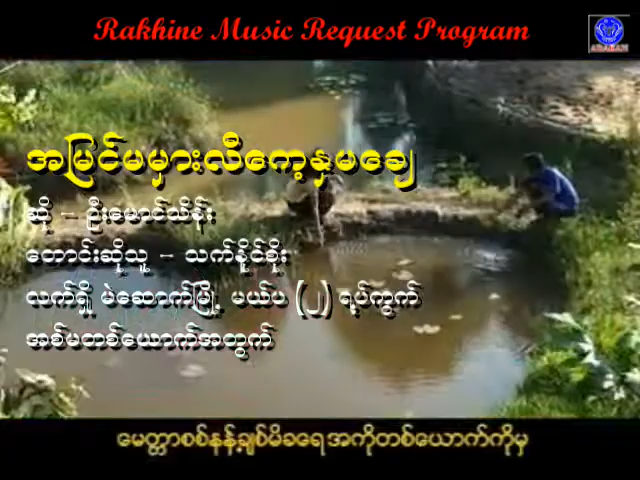 Rakhine Music Request Program
ARAKAN
အမြင်မမှားလီကေ့နှမချေ
ဆို - ဦးမောင်သိန်း
တောင်းဆိုသူ - သက်နိုင်စိုး
လက်ရှိ မဲဆောက်မြို့ မယ်ပ (၂) ရပ်ကွက်
အစ်မတစ်ယောက်အတွက်
မေတ္တာစစ်နန့်ချစ်မိခရေအကိုတစ်ယောက်ကိုမှ